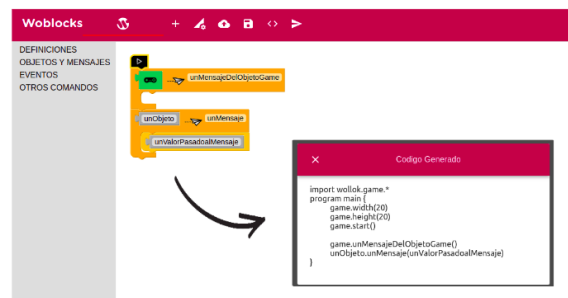 Woblocks
DEFINICIONES
OBJETOS Y MENSAJES
EVENTOS
OTROS COMANDOS
unMensajeDelObjetoGame
unObjeto unMensaje
unValorPasadoalMensaje
Codigo Generado
import wollok.game.*
program main {
game.width(20)
game.height(20)
game.start()
game.unMensajeDelObjetoGame()
unObjeto.unMensaje(unValorPasadoalMensaje)
}